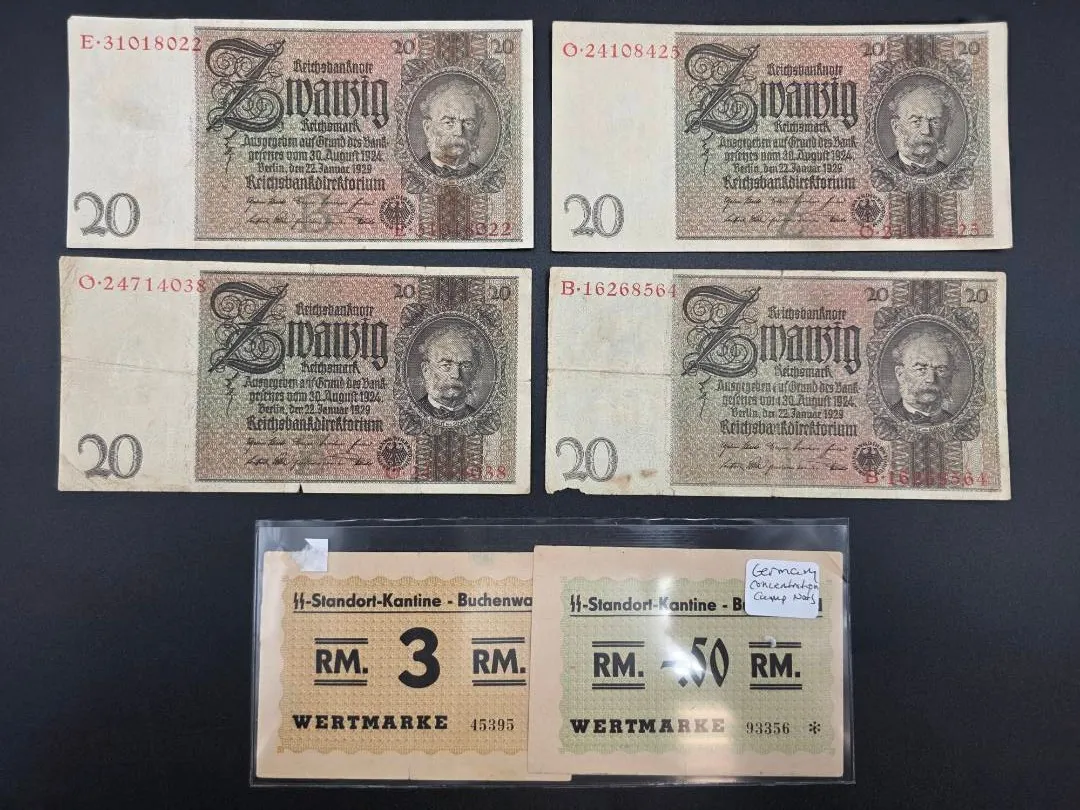 E·31018022
20 20
Reichsbanknote
Zwanzig
Reichsmark
Ausgegeben auf Grund des Bank-
gesetzes vom 30. August 1924.
Berlin, den 22. Januar 1929
Reichsbankdirektorium
20
E·31018022
O·24108425
20 20
Reichsbanknote
Zwanzig
Reichsmark
Ausgegeben auf Grund des Bank-
gesetzes vom 30. August 1924.
Berlin, den 22. Januar 1929
Reichsbankdirektorium
20
O·24714038
20 20
Reichsbanknote
Zwanzig
Reichsmark
Ausgegeben auf Grund des Bank-
gesetzes vom 30. August 1924.
Berlin, den 22. Januar 1929
Reichsbankdirektorium
20
B·16268564
20 20
Reichsbanknote
Zwanzig
Reichsmark
Ausgegeben auf Grund des Bank-
gesetzes vom 30. August 1924.
Berlin, den 22. Januar 1929
Reichsbankdirektorium
20
B·16268564
SS-Standort-Kantine - Buchenwa
RM. 3 RM.
WERTMARKE 45395
SS-Standort-Kantine - Bu
RM. -.50 RM.
WERTMARKE 93356 *
Germany
Concentration
Camp